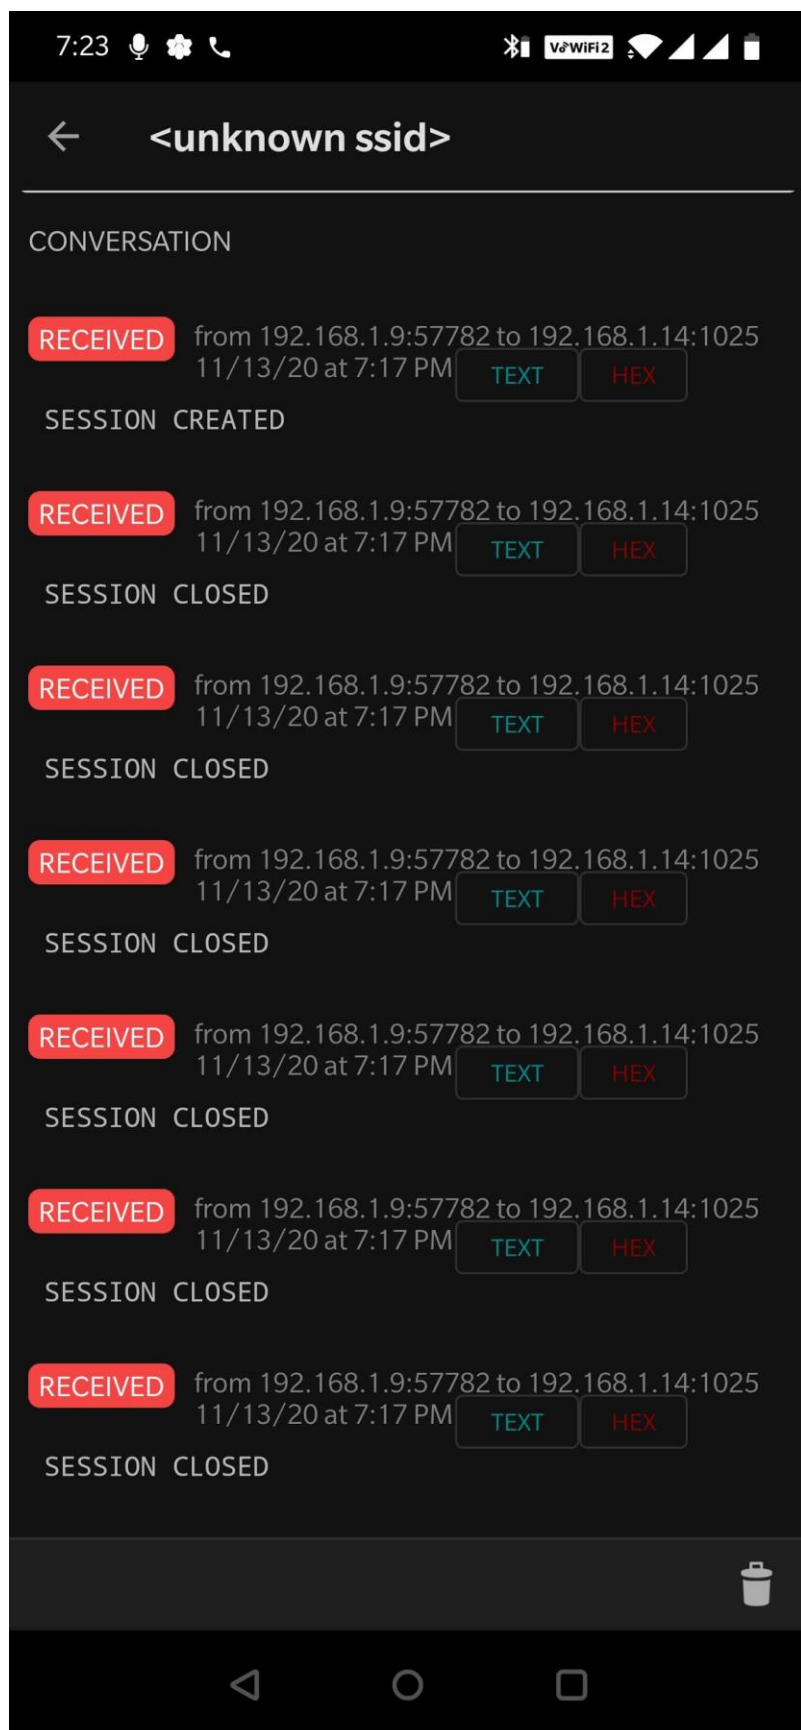 7:23
VoWiFi2
<unknown ssid>
CONVERSATION
RECEIVED from 192.168.1.9:57782 to 192.168.1.14:1025
11/13/20 at 7:17 PM TEXT HEX
SESSION CREATED
RECEIVED from 192.168.1.9:57782 to 192.168.1.14:1025
11/13/20 at 7:17 PM TEXT HEX
SESSION CLOSED
RECEIVED from 192.168.1.9:57782 to 192.168.1.14:1025
11/13/20 at 7:17 PM TEXT HEX
SESSION CLOSED
RECEIVED from 192.168.1.9:57782 to 192.168.1.14:1025
11/13/20 at 7:17 PM TEXT HEX
SESSION CLOSED
RECEIVED from 192.168.1.9:57782 to 192.168.1.14:1025
11/13/20 at 7:17 PM TEXT HEX
SESSION CLOSED
RECEIVED from 192.168.1.9:57782 to 192.168.1.14:1025
11/13/20 at 7:17 PM TEXT HEX
SESSION CLOSED
RECEIVED from 192.168.1.9:57782 to 192.168.1.14:1025
11/13/20 at 7:17 PM TEXT HEX
SESSION CLOSED